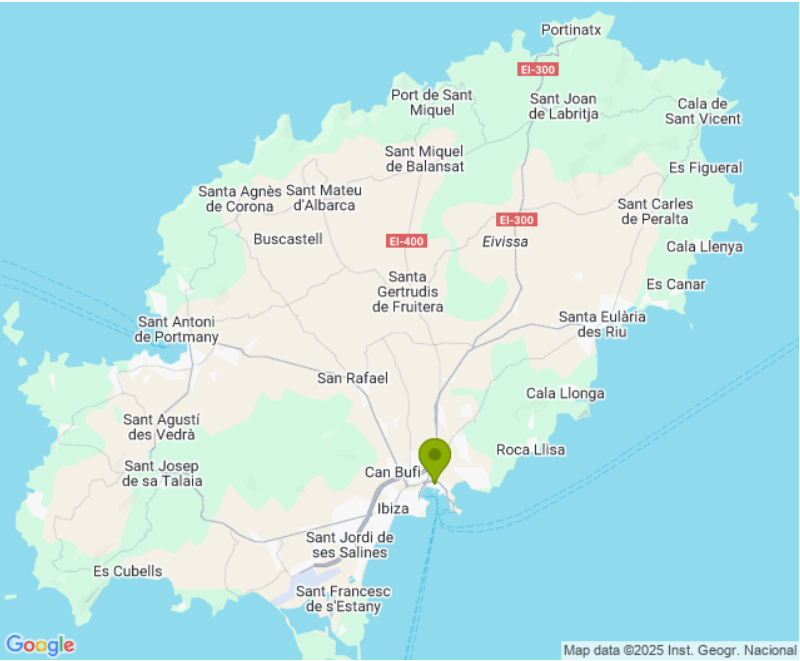 Portinatx
EI-300
Port de Sant
Miquel
Sant Joan
de Labritja
Cala de
Sant Vicent
Sant Miquel
de Balansat
Es Figueral
Santa Agnès
de Corona
Sant Mateu
d'Albarca
Sant Carles
de Peralta
EI-300
Buscastell
EI-400
Eivissa
Cala Llenya
Santa
Gertrudis
de Fruitera
Es Canar
Sant Antoni
de Portmany
Santa Eulària
des Riu
San Rafael
Cala Llonga
Sant Agustí
des Vedrà
Roca Llisa
Sant Josep
de sa Talaia
Can Bufi
Ibiza
Sant Jordi de
ses Salines
Es Cubells
Sant Francesc
de s'Estany
Google
Map data ©2025 Inst. Geogr. Nacional